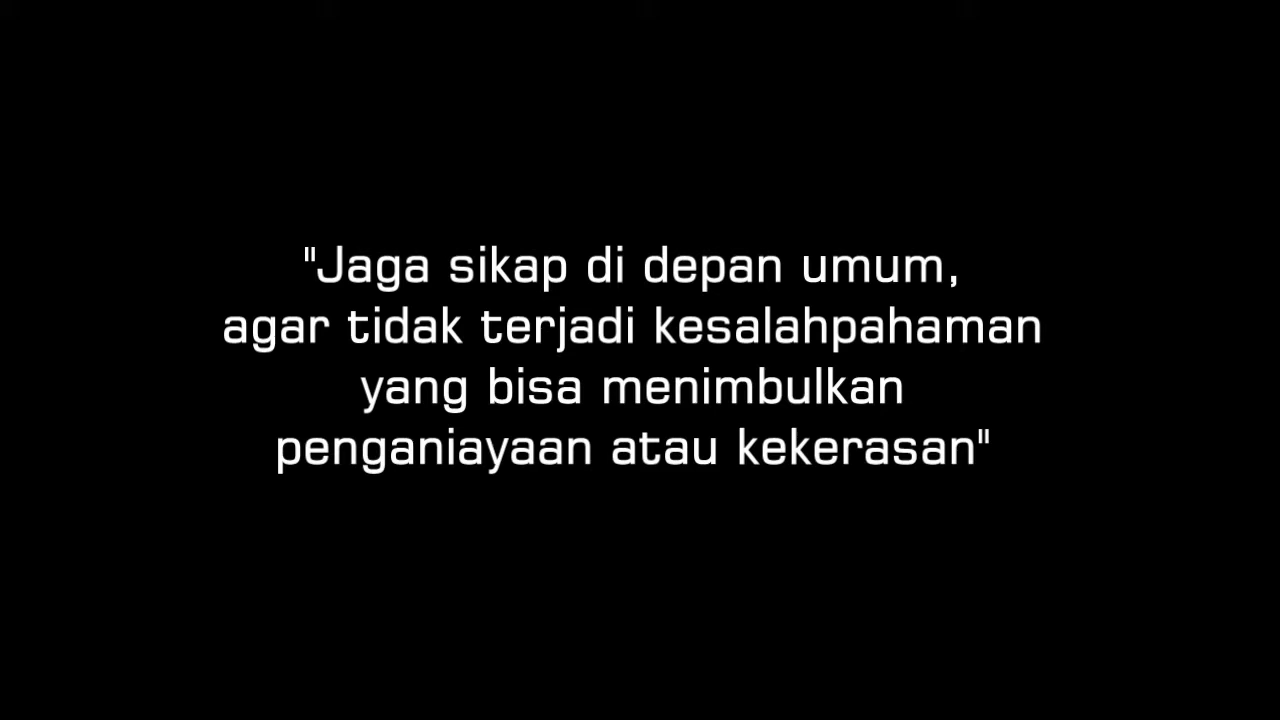 "Jaga sikap di depan umum,
agar tidak terjadi kesalahpahaman
yang bisa menimbulkan
penganiayaan atau kekerasan"